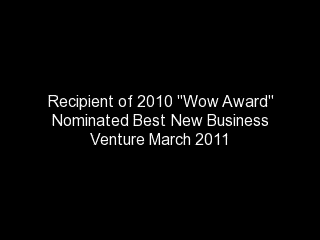 Recipient of 2010 "Wow Award"
Nominated Best New Business
Venture March 2011